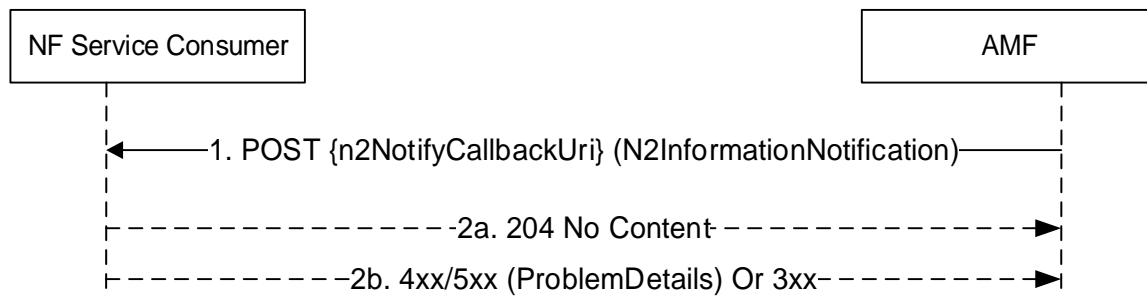 NF Service Consumer
AMF
1. POST {n2NotifyCallbackUri} (N2InformationNotification)
2a. 204 No Content
2b. 4xx/5xx (ProblemDetails) Or 3xx